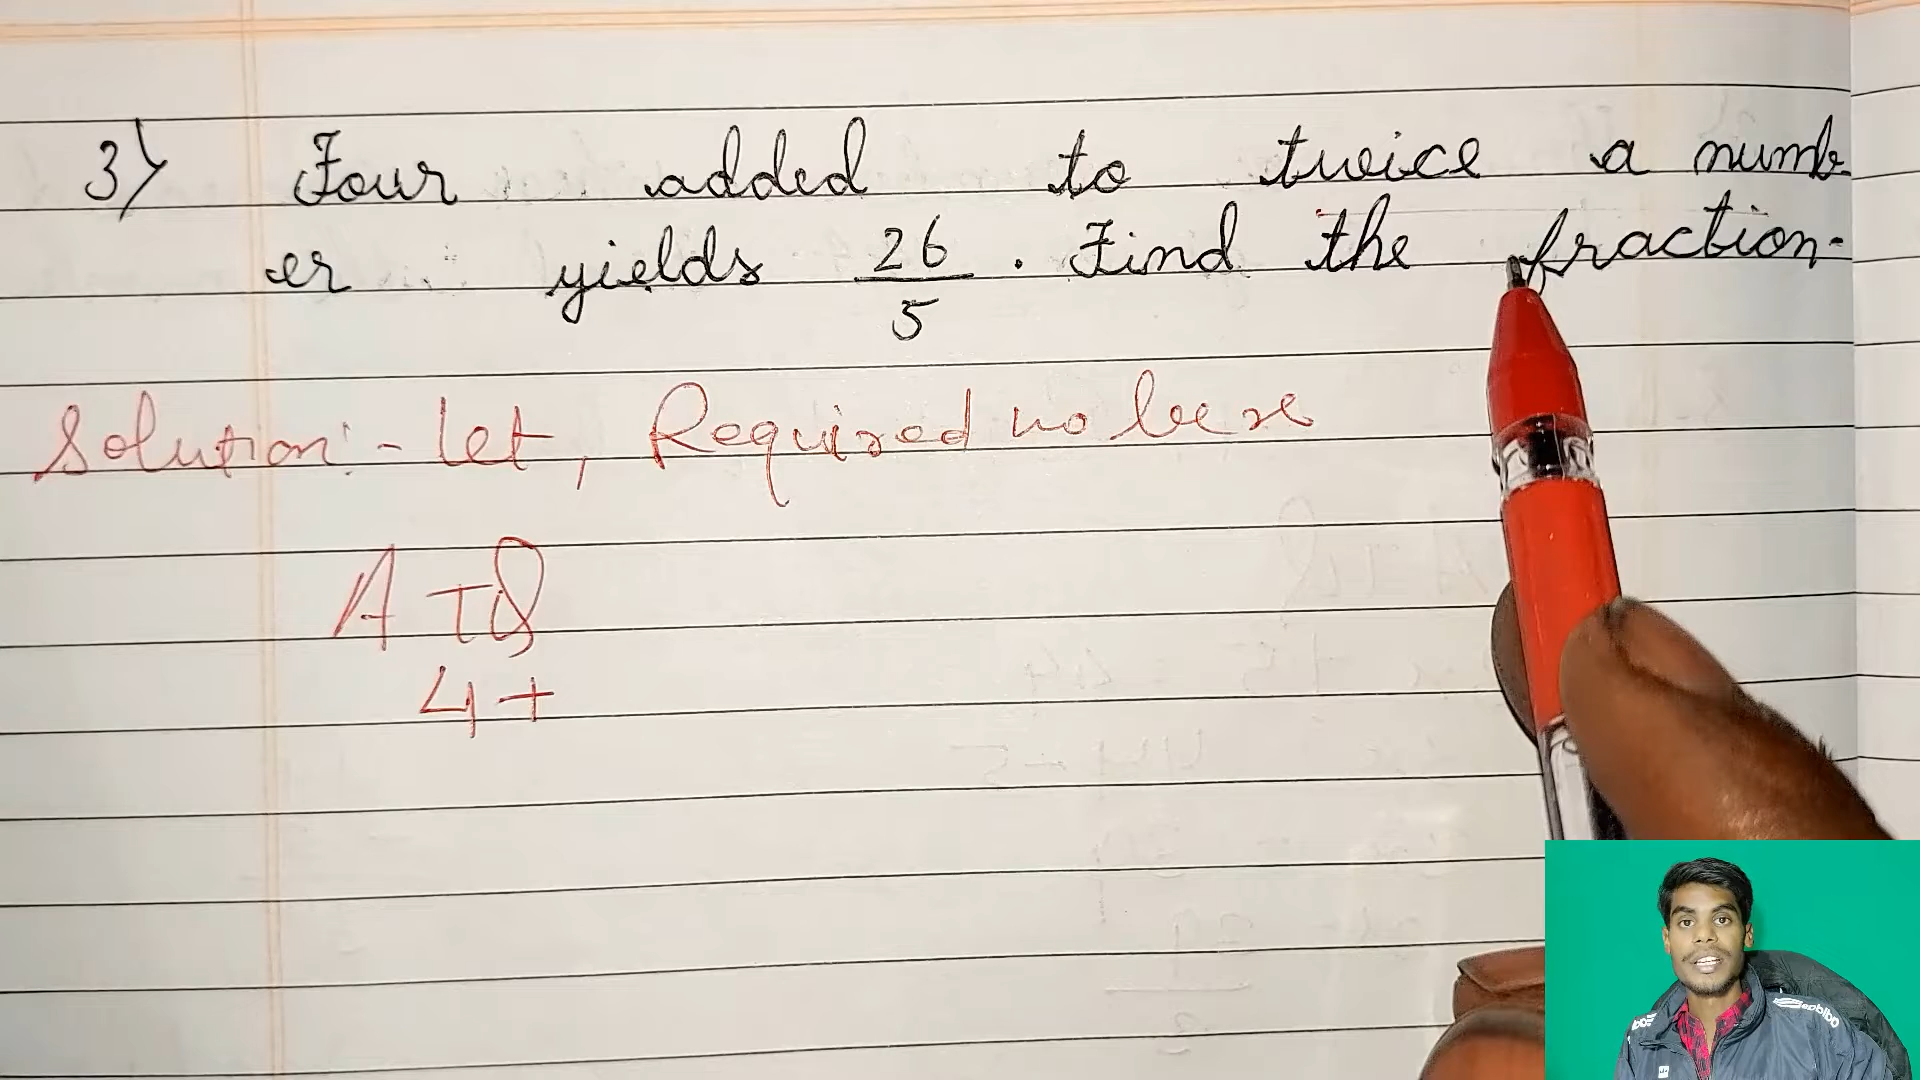 3) Four added to twice a numb-
er yields 26/5 . Find the fraction.
Solution:- Let, Required no be x
ATQ
4+